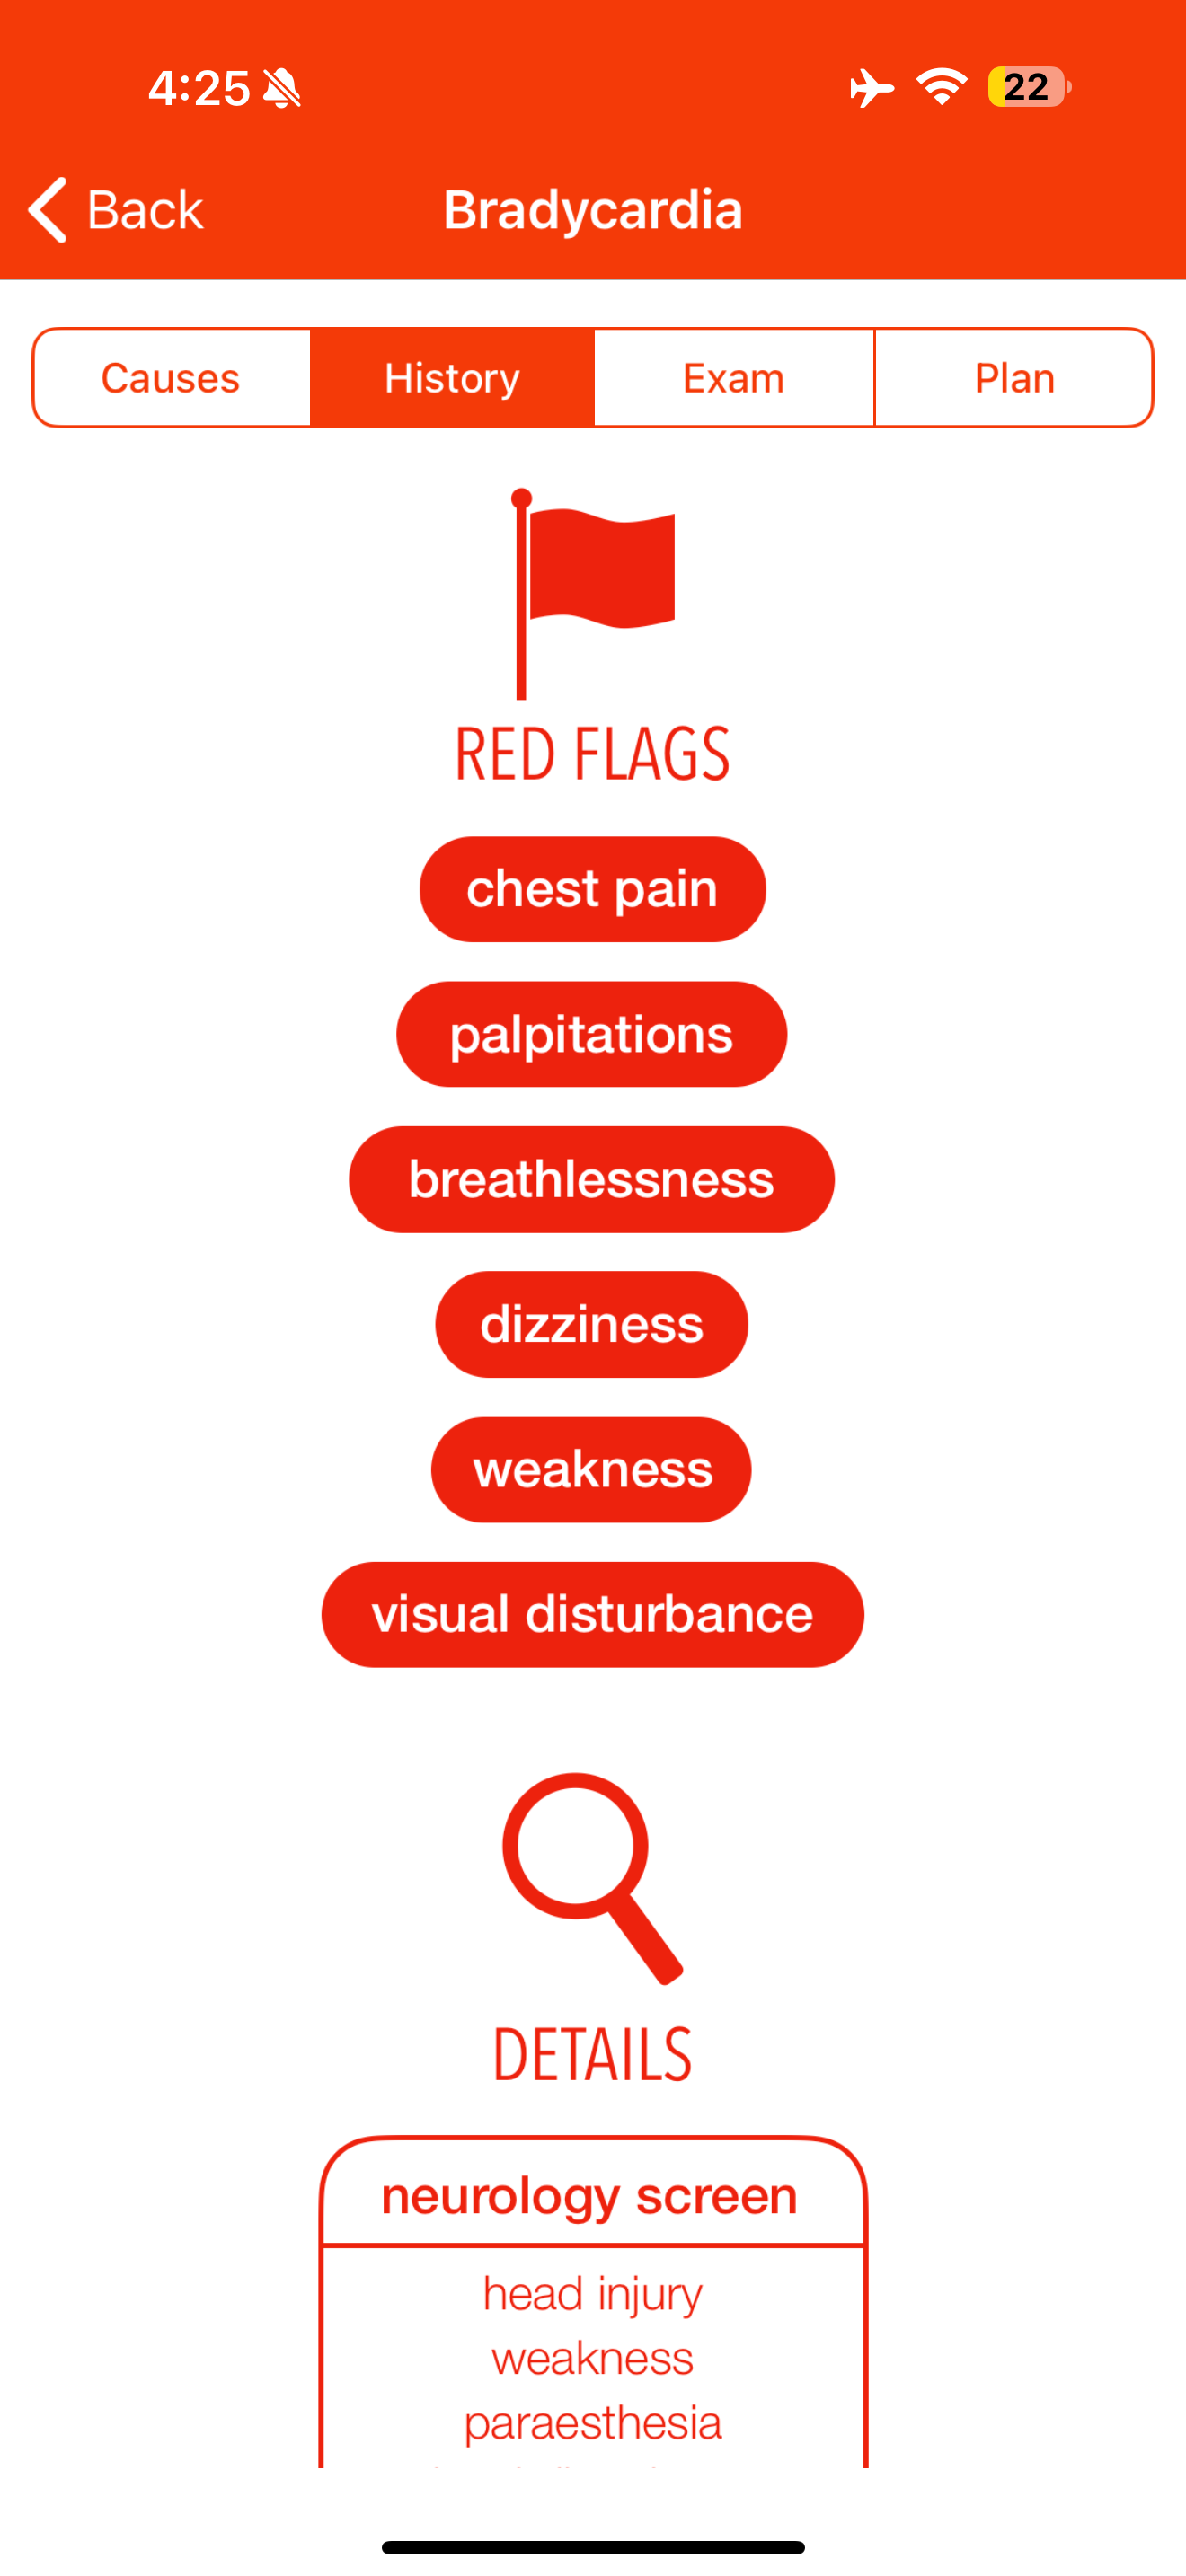 4:25
22
Back
Bradycardia
Causes
History
Exam
Plan
RED FLAGS
chest pain
palpitations
breathlessness
dizziness
weakness
visual disturbance
DETAILS
neurology screen
head injury
weakness
paraesthesia